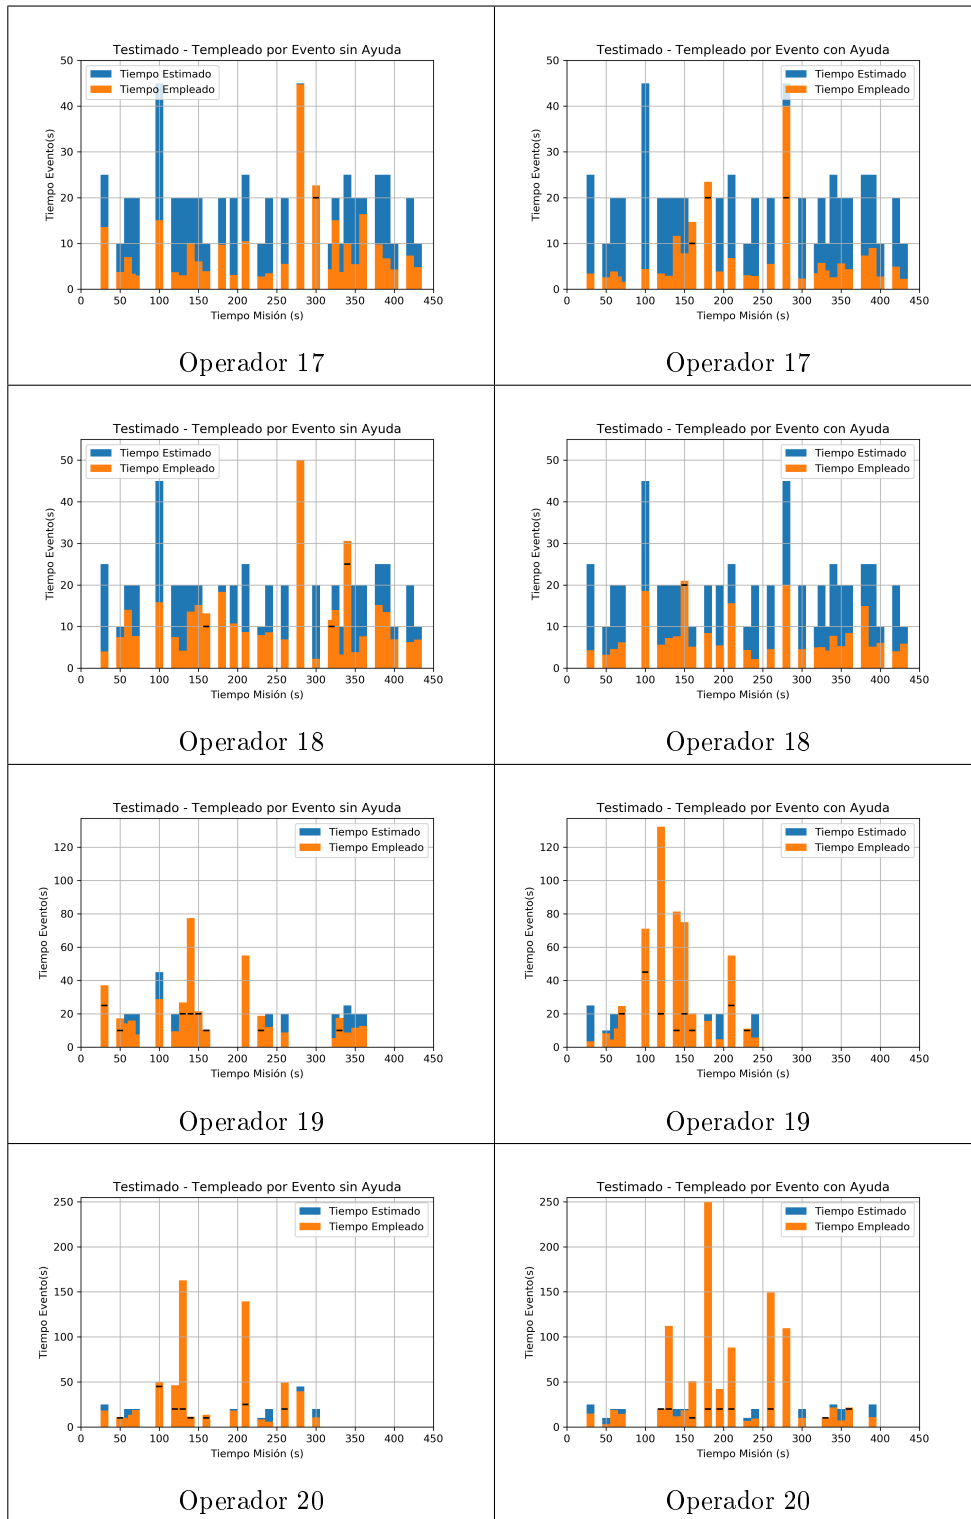 Testimado - Templeado por Evento sin Ayuda
Tiempo Estimado
Tiempo Empleado
Tiempo Evento(s)
50
40
30
20
10
0
0 50 100 150 200 250 300 350 400 450
Tiempo Misión (s)
Operador 17
Testimado - Templeado por Evento con Ayuda
Tiempo Estimado
Tiempo Empleado
Tiempo Evento(s)
50
40
30
20
10
0
0 50 100 150 200 250 300 350 400 450
Tiempo Misión (s)
Operador 17
Testimado - Templeado por Evento sin Ayuda
Tiempo Estimado
Tiempo Empleado
Tiempo Evento(s)
50
40
30
20
10
0
0 50 100 150 200 250 300 350 400 450
Tiempo Misión (s)
Operador 18
Testimado - Templeado por Evento con Ayuda
Tiempo Estimado
Tiempo Empleado
Tiempo Evento(s)
50
40
30
20
10
0
0 50 100 150 200 250 300 350 400 450
Tiempo Misión (s)
Operador 18
Testimado - Templeado por Evento sin Ayuda
Tiempo Estimado
Tiempo Empleado
Tiempo Evento(s)
120
100
80
60
40
20
0
0 50 100 150 200 250 300 350 400 450
Tiempo Misión (s)
Operador 19
Testimado - Templeado por Evento con Ayuda
Tiempo Estimado
Tiempo Empleado
Tiempo Evento(s)
120
100
80
60
40
20
0
0 50 100 150 200 250 300 350 400 450
Tiempo Misión (s)
Operador 19
Testimado - Templeado por Evento sin Ayuda
Tiempo Estimado
Tiempo Empleado
Tiempo Evento(s)
250
200
150
100
50
0
0 50 100 150 200 250 300 350 400 450
Tiempo Misión (s)
Operador 20
Testimado - Templeado por Evento con Ayuda
Tiempo Estimado
Tiempo Empleado
Tiempo Evento(s)
250
200
150
100
50
0
0 50 100 150 200 250 300 350 400 450
Tiempo Misión (s)
Operador 20